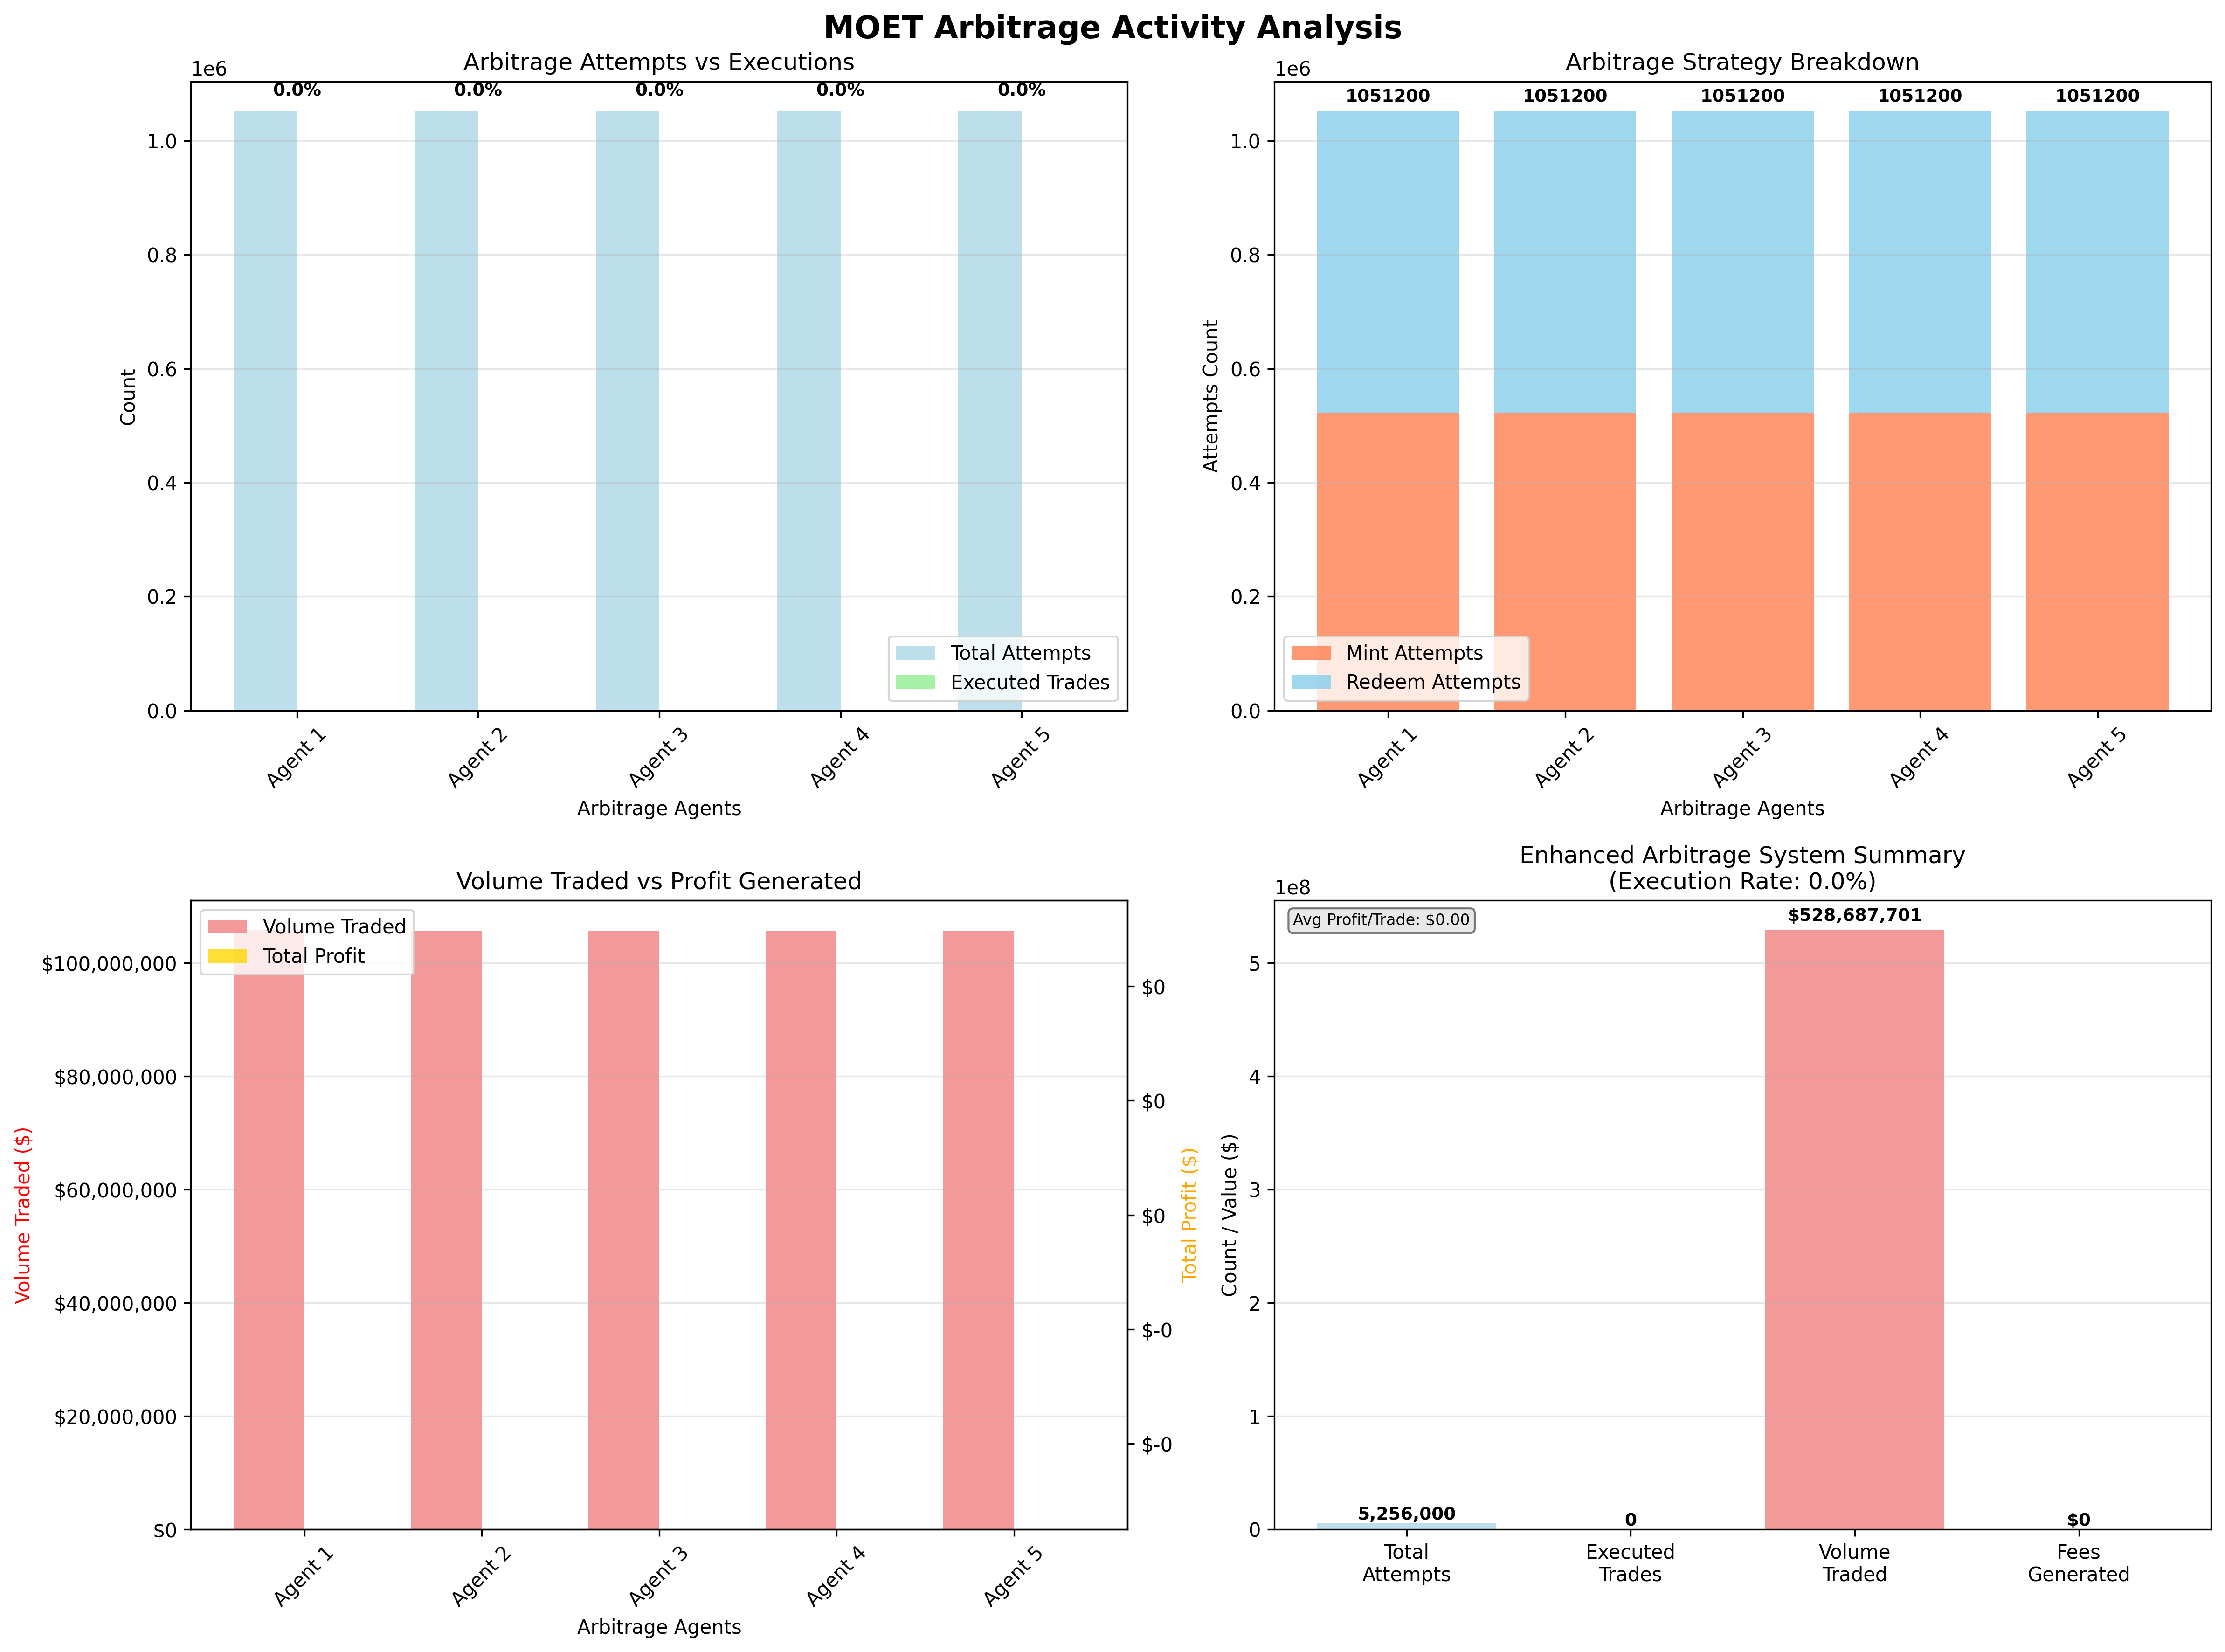 MOET Arbitrage Activity Analysis
Arbitrage Attempts vs Executions
1e6
0.0% 0.0% 0.0% 0.0% 0.0%
1.0
0.8
0.6
0.4
0.2
0.0
Count
Total Attempts
Executed Trades
Agent 1 Agent 2 Agent 3 Agent 4 Agent 5
Arbitrage Agents
Arbitrage Strategy Breakdown
1e6
1051200 1051200 1051200 1051200 1051200
1.0
0.8
0.6
0.4
0.2
0.0
Attempts Count
Mint Attempts
Redeem Attempts
Agent 1 Agent 2 Agent 3 Agent 4 Agent 5
Arbitrage Agents
Volume Traded vs Profit Generated
Volume Traded
Total Profit
$100,000,000
$80,000,000
$60,000,000
$40,000,000
$20,000,000
$0
Volume Traded ($)
$0
$0
$0
$-0
$-0
Total Profit ($)
Agent 1 Agent 2 Agent 3 Agent 4 Agent 5
Arbitrage Agents
Enhanced Arbitrage System Summary
(Execution Rate: 0.0%)
1e8
Avg Profit/Trade: $0.00
$528,687,701
5
4
3
2
1
0
Count / Value ($)
5,256,000 0 $0
Total Executed Volume Fees
Attempts Trades Traded Generated